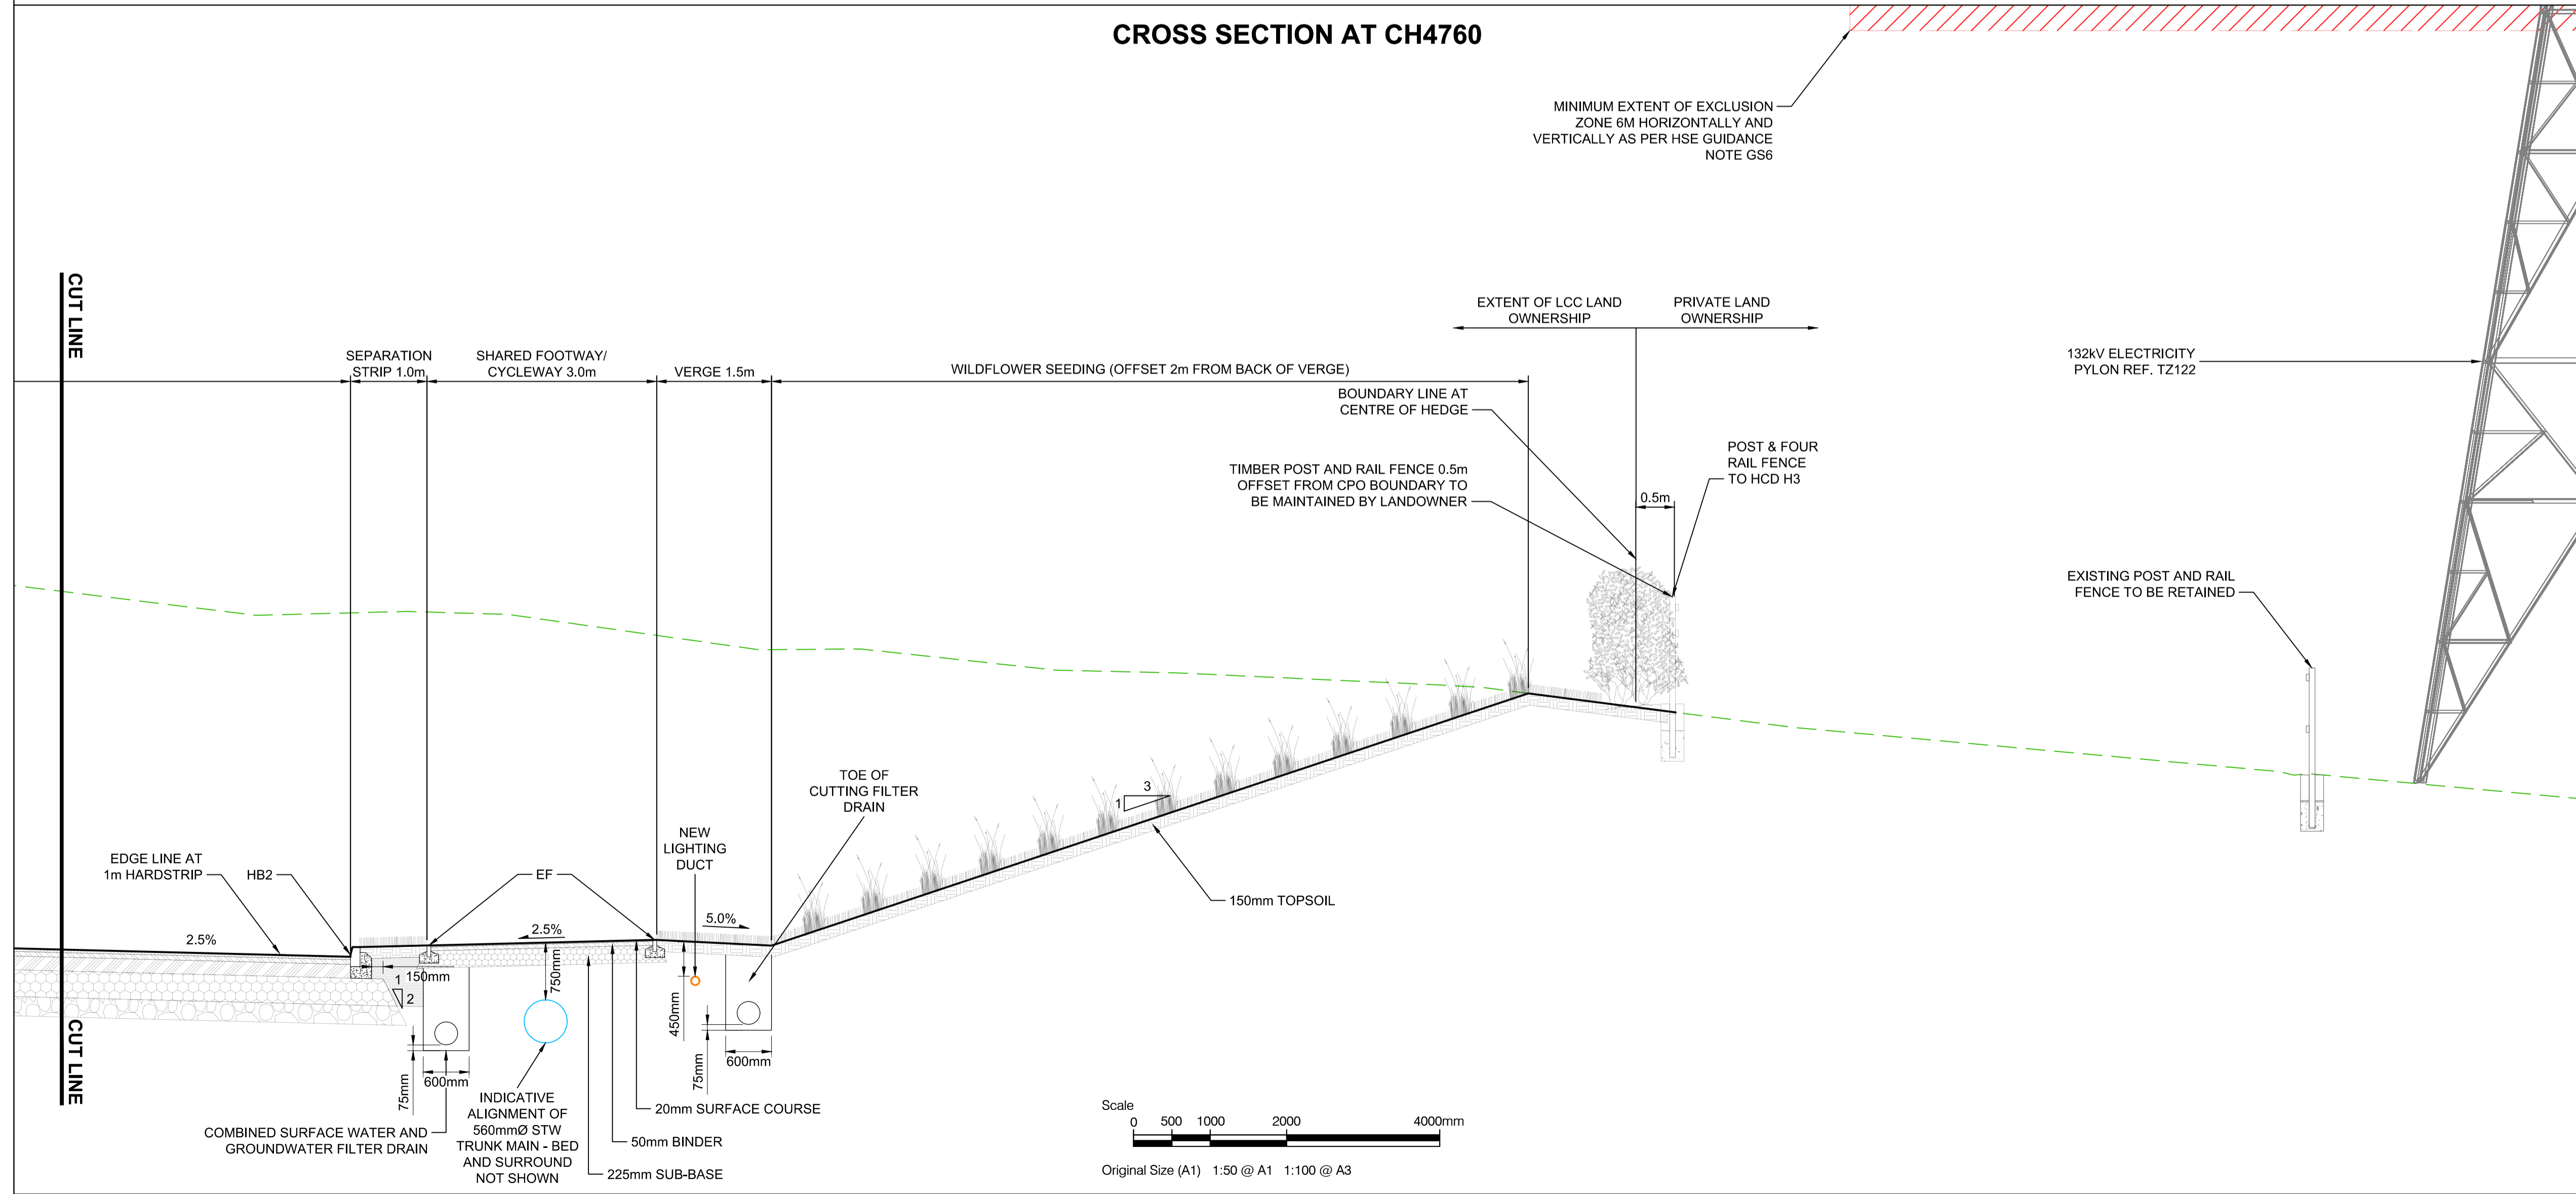 CROSS SECTION AT CH4760
MINIMUM EXTENT OF EXCLUSION
ZONE 6M HORIZONTALLY AND
VERTICALLY AS PER HSE GUIDANCE
NOTE GS6
CUT LINE
EXTENT OF LCC LAND
OWNERSHIP
PRIVATE LAND
OWNERSHIP
SEPARATION
STRIP 1.0m
SHARED FOOTWAY/
CYCLEWAY 3.0m
VERGE 1.5m
WILDFLOWER SEEDING (OFFSET 2m FROM BACK OF VERGE)
132kV ELECTRICITY
PYLON REF. TZ122
BOUNDARY LINE AT
CENTRE OF HEDGE
POST & FOUR
RAIL FENCE
TO HCD H3
TIMBER POST AND RAIL FENCE 0.5m
OFFSET FROM CPO BOUNDARY TO
BE MAINTAINED BY LANDOWNER
0.5m
EXISTING POST AND RAIL
FENCE TO BE RETAINED
TOE OF
CUTTING FILTER
DRAIN
3
1
NEW
LIGHTING
DUCT
EDGE LINE AT
1m HARDSTRIP
HB2
EF
150mm TOPSOIL
2.5%
2.5%
5.0%
150mm
1
2
750mm
450mm
75mm
600mm
75mm
600mm
CUT LINE
INDICATIVE
ALIGNMENT OF
560mmØ STW
TRUNK MAIN - BED
AND SURROUND
NOT SHOWN
COMBINED SURFACE WATER AND
GROUNDWATER FILTER DRAIN
20mm SURFACE COURSE
50mm BINDER
225mm SUB-BASE
Scale
0 500 1000 2000 4000mm
Original Size (A1) 1:50 @ A1 1:100 @ A3